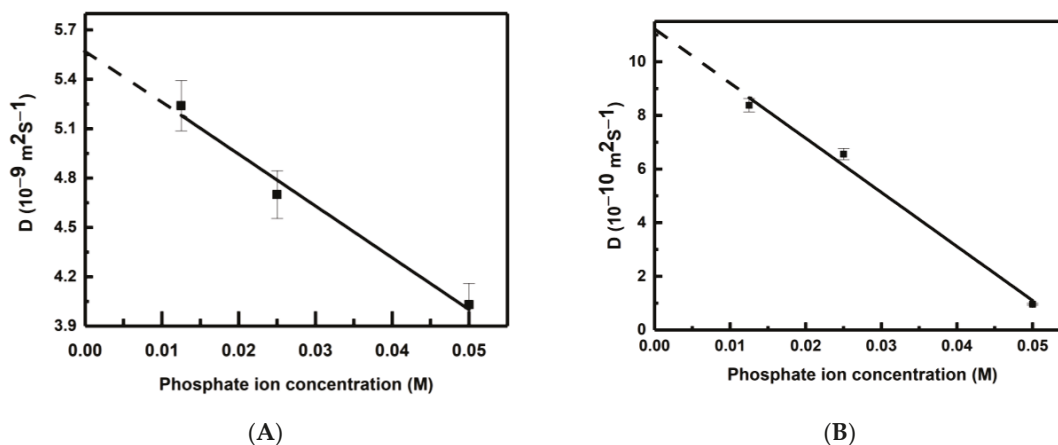 5.7
5.4
5.1
4.8
4.5
4.2
3.9
D (10−9 m2S−1)
0.00 0.01 0.02 0.03 0.04 0.05
Phosphate ion concentration (M)
(A)
10
8
6
4
2
0
D (10−10 m2S−1)
0.00 0.01 0.02 0.03 0.04 0.05
Phosphate ion concentration (M)
(B)